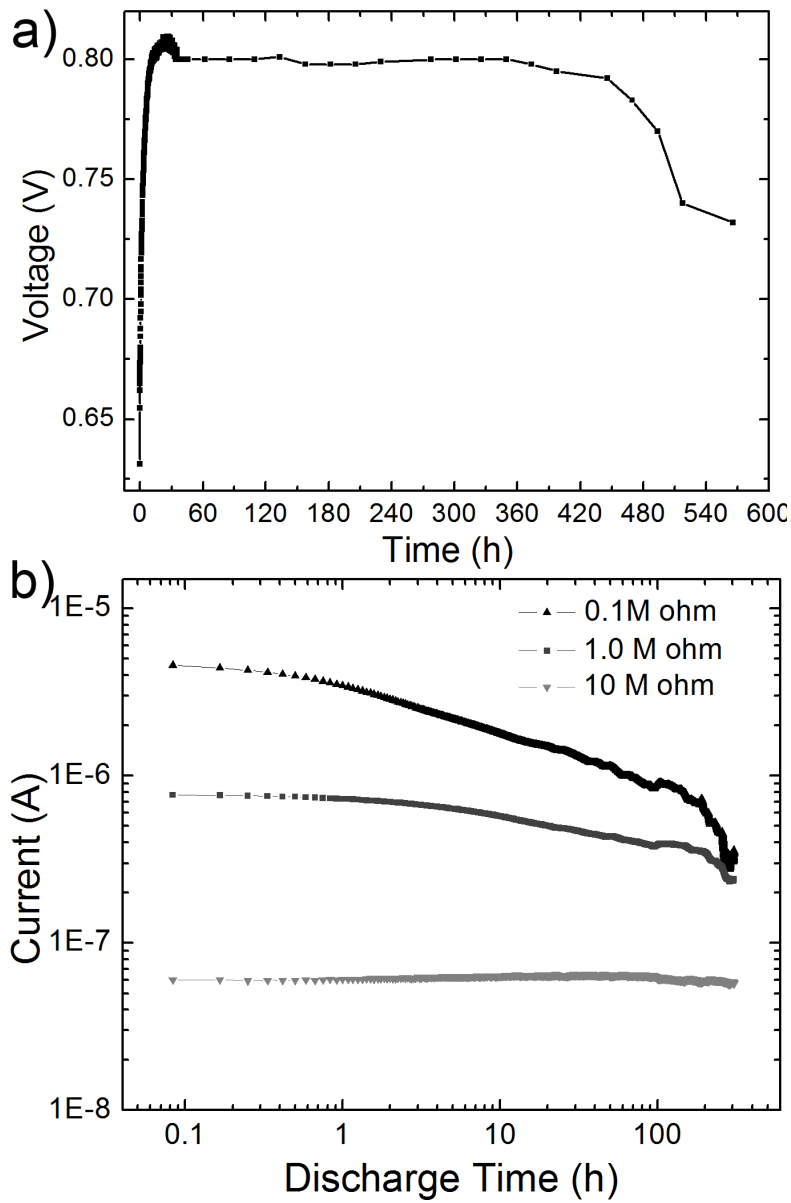 a)
Voltage (V)
0.80
0.75
0.70
0.65
0 60 120 180 240 300 360 420 480 540 600
Time (h)
b)
Current (A)
1E-5
1E-6
1E-7
1E-8
0.1M ohm
1.0 M ohm
10 M ohm
0.1 1 10 100
Discharge Time (h)